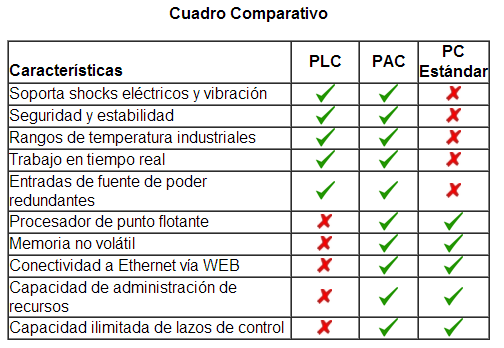 Cuadro Comparativo
Características PLC PAC PC
Estándar
Soporta shocks eléctricos y vibración
Seguridad y estabilidad
Rangos de temperatura industriales
Trabajo en tiempo real
Entradas de fuente de poder
redundantes
Procesador de punto flotante
Memoria no volátil
Conectividad a Ethernet vía WEB
Capacidad de administración de
recursos
Capacidad ilimitada de lazos de control